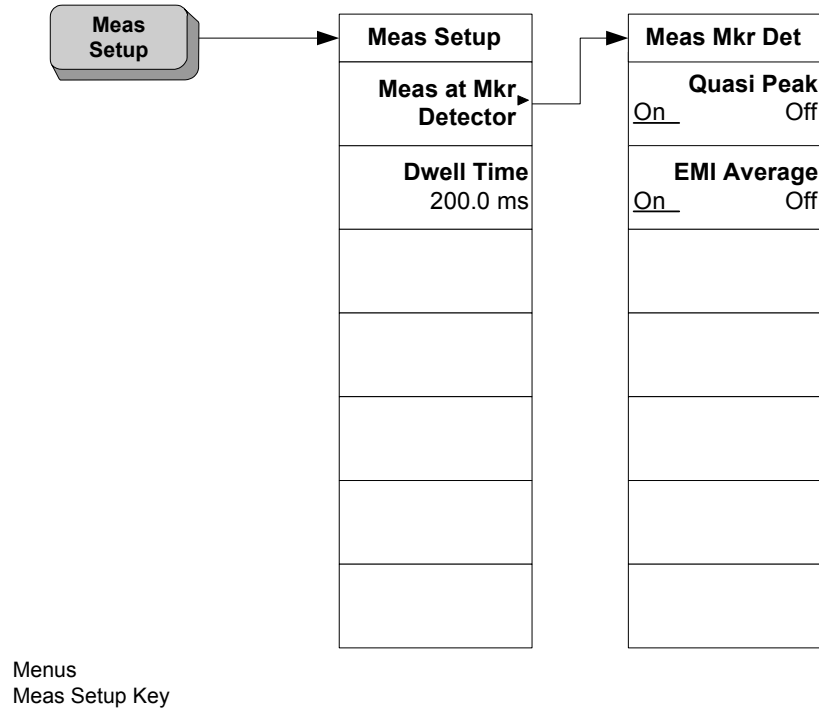 Meas
Setup
Meas Setup
Meas at Mkr
Detector
Dwell Time
200.0 ms
Meas Mkr Det
Quasi Peak
On Off
EMI Average
On Off
Menus
Meas Setup Key